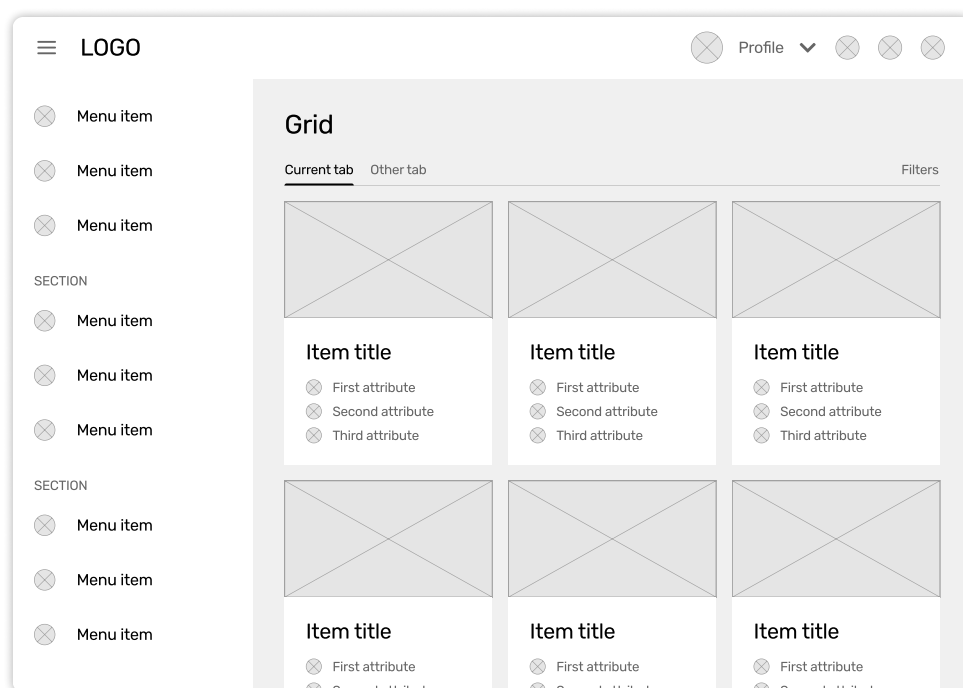 LOGO
Profile
Menu item
Menu item
Menu item
SECTION
Menu item
Menu item
Menu item
SECTION
Menu item
Menu item
Menu item
Grid
Current tab Other tab Filters
Item title Item title Item title
First attribute First attribute First attribute
Second attribute Second attribute Second attribute
Third attribute Third attribute Third attribute
Item title Item title Item title
First attribute First attribute First attribute